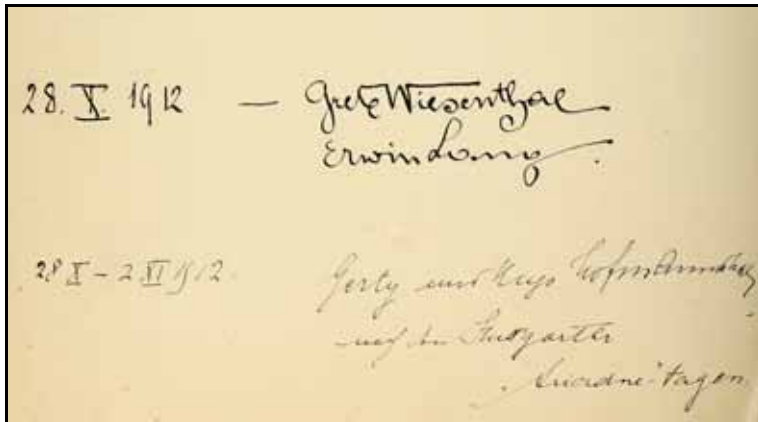 28. X 1912 — Grete Wiesenthal
Erwin Lang.
28 X – 2 XI 1912 Gerty und Hugo Hofmannsthal
nach den Stuttgarter
„Ariadne"-tagen.